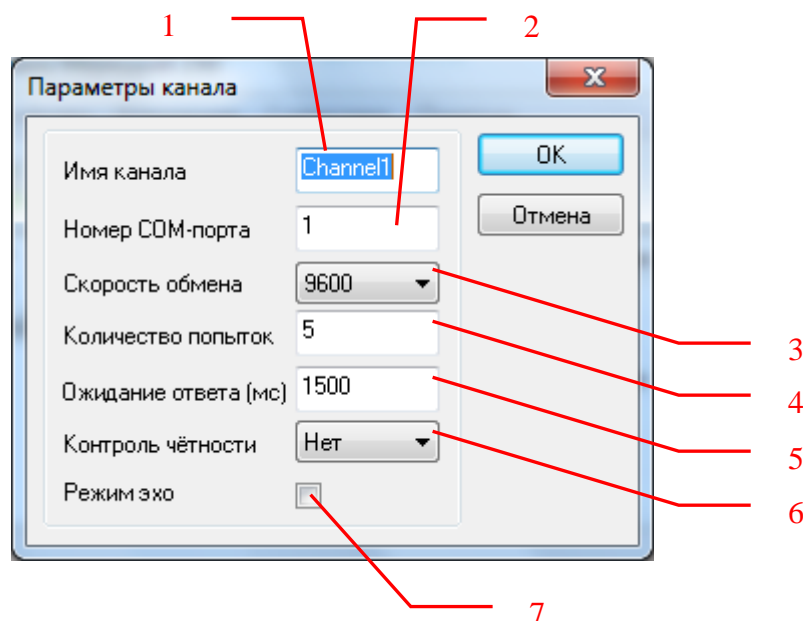 1
2
Параметры канала
Имя канала
Channel1
OK
Номер COM-порта
1
Отмена
Скорость обмена
9600
Количество попыток
5
3
Ожидание ответа (мс)
1500
4
Контроль чётности
Нет
5
Режим эхо
6
7